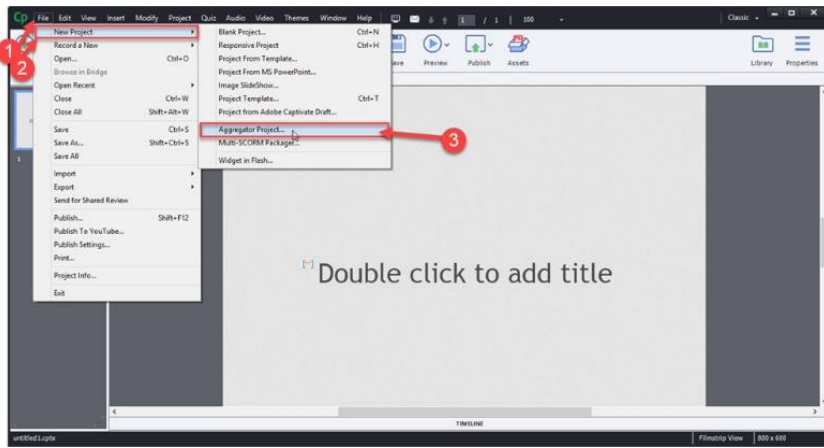 Cp File Edit View Insert Modify Project Quiz Audio Video Themes Window Help 1 / 1 100 Classic
1
2
New Project
Record a New
Open... Ctrl+O
Browse in Bridge
Open Recent
Close Ctrl+W
Close All Shift+Alt+W
Save Ctrl+S
Save As... Shift+Ctrl+S
Save All
Import
Export
Send for Shared Review
Publish... Shift+F12
Publish To YouTube...
Publish Settings...
Print...
Project Info...
Exit
Blank Project... Ctrl+N
Responsive Project Ctrl+H
Project From Template...
Project From MS PowerPoint...
Image SlideShow...
Project Template... Ctrl+T
Project from Adobe Captivate Draft...
Aggregator Project...
Multi-SCORM Packager...
Widget in Flash...
3
Save Preview Publish Assets Library Properties
1
Double click to add title
TIMELINE
untitled1.cptx Filmstrip View 800 x 600